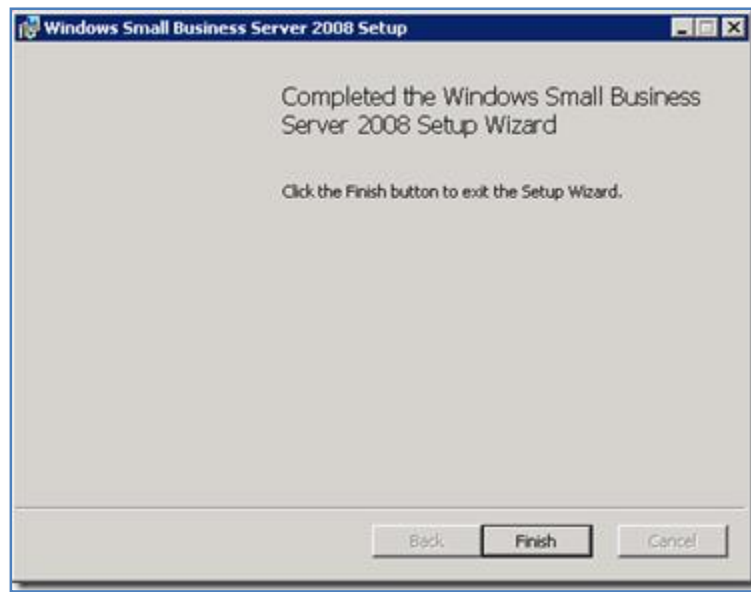 Windows Small Business Server 2008 Setup
Completed the Windows Small Business
Server 2008 Setup Wizard
Click the Finish button to exit the Setup Wizard.
Back Finish Cancel